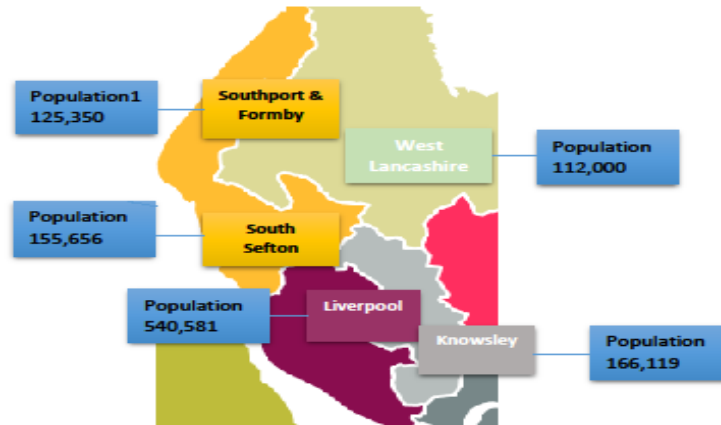 Population1
125,350
Southport &
Formby
West
Lancashire
Population
112,000
Population
155,656
South
Sefton
Population
540,581
Liverpool
Knowsley
Population
166,119